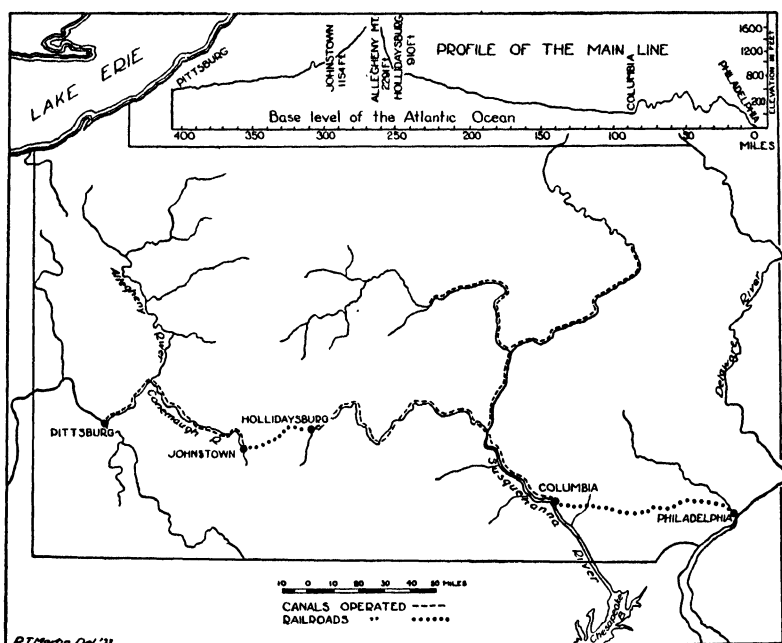 LAKE ERIE
PROFILE OF THE MAIN LINE
PITTSBURG
JOHNSTOWN
1154 FT
ALLEGHENY MT.
2291 FT
HOLLIDAYSBURG
910 FT
COLUMBIA
PHILADELPHIA
1600
1200
800
400
ELEVATION IN FEET
Base level of the Atlantic Ocean
400 350 300 250 200 150 100 50 0
MILES
Allegheny River
Delaware River
PITTSBURG
Conemaugh R
JOHNSTOWN
HOLLIDAYSBURG
Susquehanna River
COLUMBIA
PHILADELPHIA
Chesapeake B
10 0 10 20 30 40 50 MILES
CANALS OPERATED
RAILROADS "